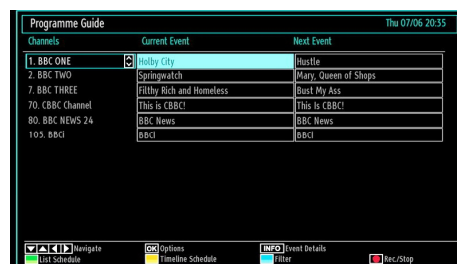 Programme Guide Thu 07/06 20:35
Channels Current Event Next Event
1. BBC ONE Holby City Hustle
2. BBC TWO Springwatch Mary, Queen of Shops
7. BBC THREE Filthy Rich and Homeless Bust My Ass
70. CBBC Channel This is CBBC! This Is CBBC!
80. BBC NEWS 24 BBC News BBC News
105. BBCi BBCi BBCi
Navigate OK Options INFO Event Details
List Schedule Timeline Schedule Filter Rec./Stop